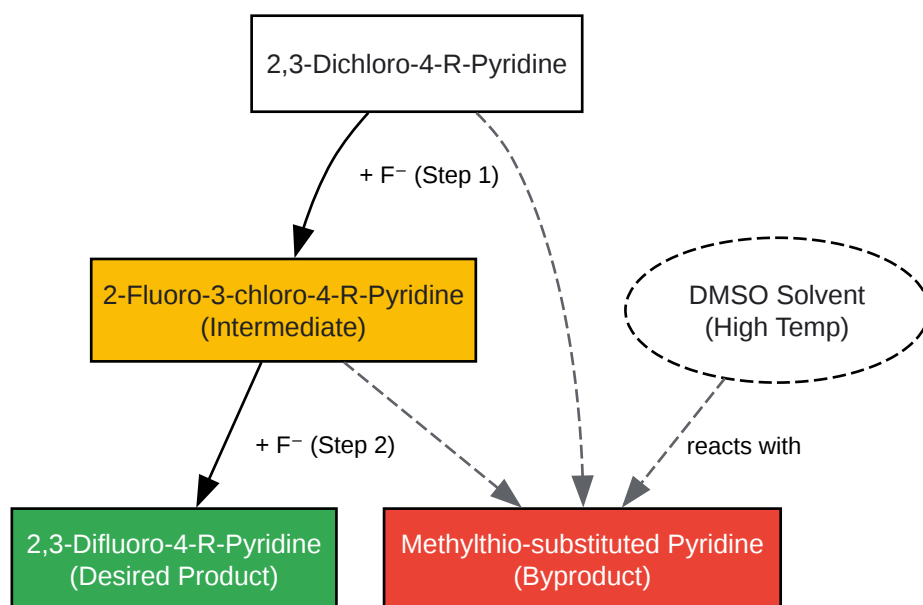 2,3-Dichloro-4-R-Pyridine
+ F⁻ (Step 1)
2-Fluoro-3-chloro-4-R-Pyridine
(Intermediate)
DMSO Solvent
(High Temp)
+ F⁻ (Step 2)
reacts with
2,3-Difluoro-4-R-Pyridine
(Desired Product)
Methylthio-substituted Pyridine
(Byproduct)